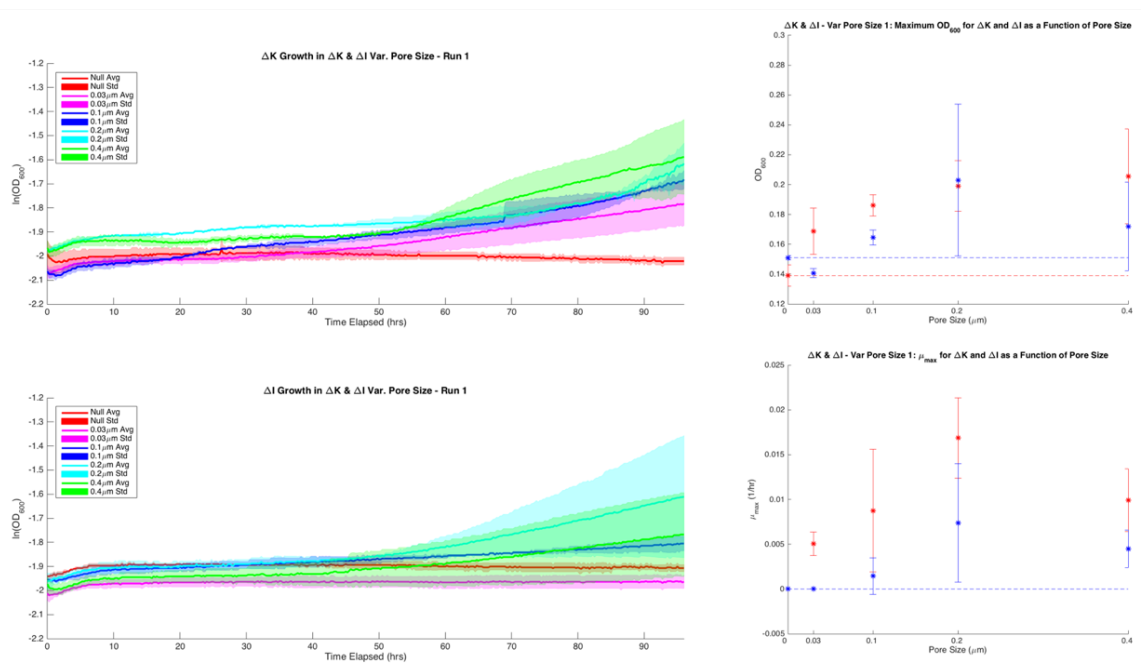 ΔK Growth in ΔK & ΔI Var. Pore Size - Run 1
-1.2
-1.3
-1.4
-1.5
-1.6
-1.7
-1.8
-1.9
-2
-2.1
-2.2
ln(OD600)
Null Avg
Null Std
0.03μm Avg
0.03μm Std
0.1μm Avg
0.1μm Std
0.2μm Avg
0.2μm Std
0.4μm Avg
0.4μm Std
0 10 20 30 40 50 60 70 80 90
Time Elapsed (hrs)
ΔK & ΔI - Var Pore Size 1: Maximum OD600 for ΔK and ΔI as a Function of Pore Size
0.3
0.28
0.26
0.24
0.22
0.2
0.18
0.16
0.14
0.12
OD600
0 0.03 0.1 0.2 0.4
Pore Size (μm)
ΔI Growth in ΔK & ΔI Var. Pore Size - Run 1
-1.2
-1.3
-1.4
-1.5
-1.6
-1.7
-1.8
-1.9
-2
-2.1
-2.2
ln(OD600)
Null Avg
Null Std
0.03μm Avg
0.03μm Std
0.1μm Avg
0.1μm Std
0.2μm Avg
0.2μm Std
0.4μm Avg
0.4μm Std
0 10 20 30 40 50 60 70 80 90
Time Elapsed (hrs)
ΔK & ΔI - Var Pore Size 1: μmax for ΔK and ΔI as a Function of Pore Size
0.025
0.02
0.015
0.01
0.005
0
-0.005
μmax (1/hr)
0 0.03 0.1 0.2 0.4
Pore Size (μm)